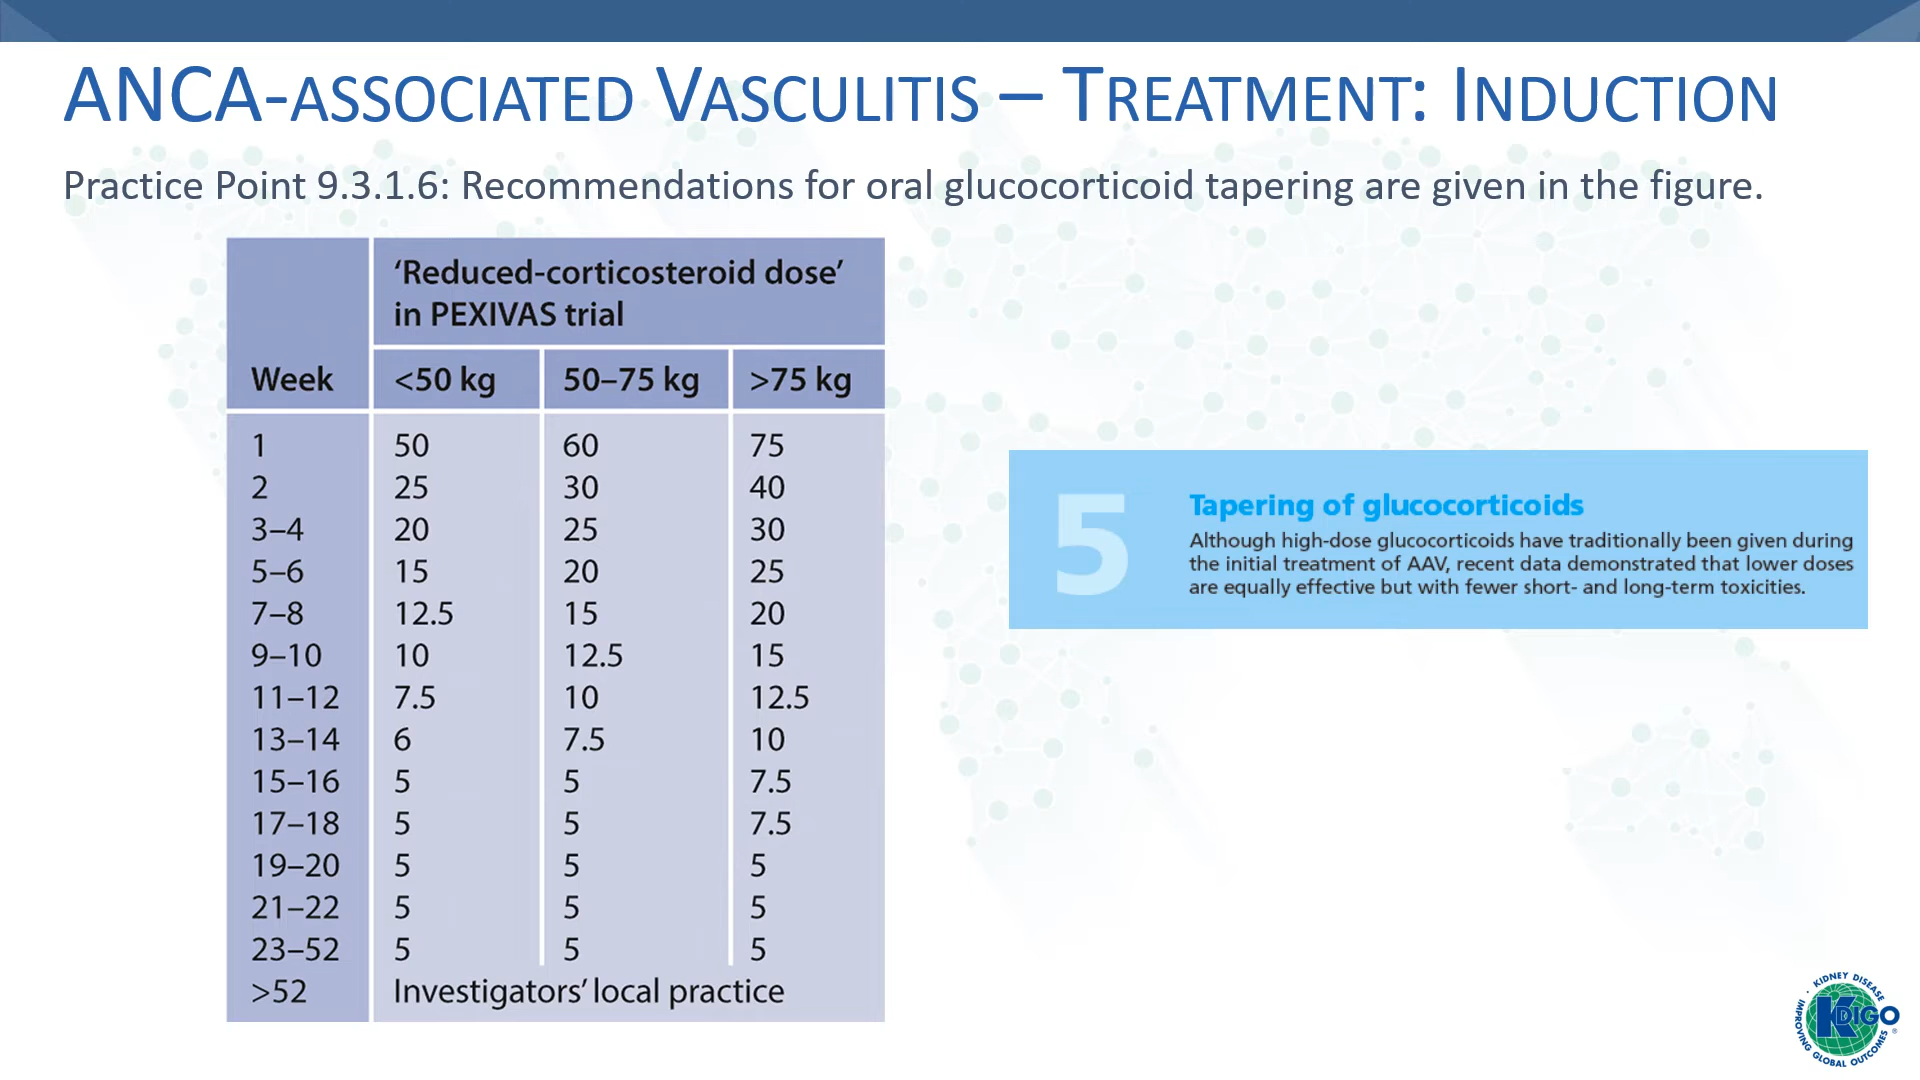 ANCA-ASSOCIATED VASCULITIS – TREATMENT: INDUCTION
Practice Point 9.3.1.6: Recommendations for oral glucocorticoid tapering are given in the figure.
‘Reduced-corticosteroid dose’
in PEXIVAS trial
Week <50 kg 50–75 kg >75 kg
1 50 60 75
2 25 30 40
3–4 20 25 30
5–6 15 20 25
7–8 12.5 15 20
9–10 10 12.5 15
11–12 7.5 10 12.5
13–14 6 7.5 10
15–16 5 5 7.5
17–18 5 5 7.5
19–20 5 5 5
21–22 5 5 5
23–52 5 5 5
>52 Investigators’ local practice
5
Tapering of glucocorticoids
Although high-dose glucocorticoids have traditionally been given during
the initial treatment of AAV, recent data demonstrated that lower doses
are equally effective but with fewer short- and long-term toxicities.
KIDNEY DISEASE
KDIGO
®
IMPROVING GLOBAL OUTCOMES